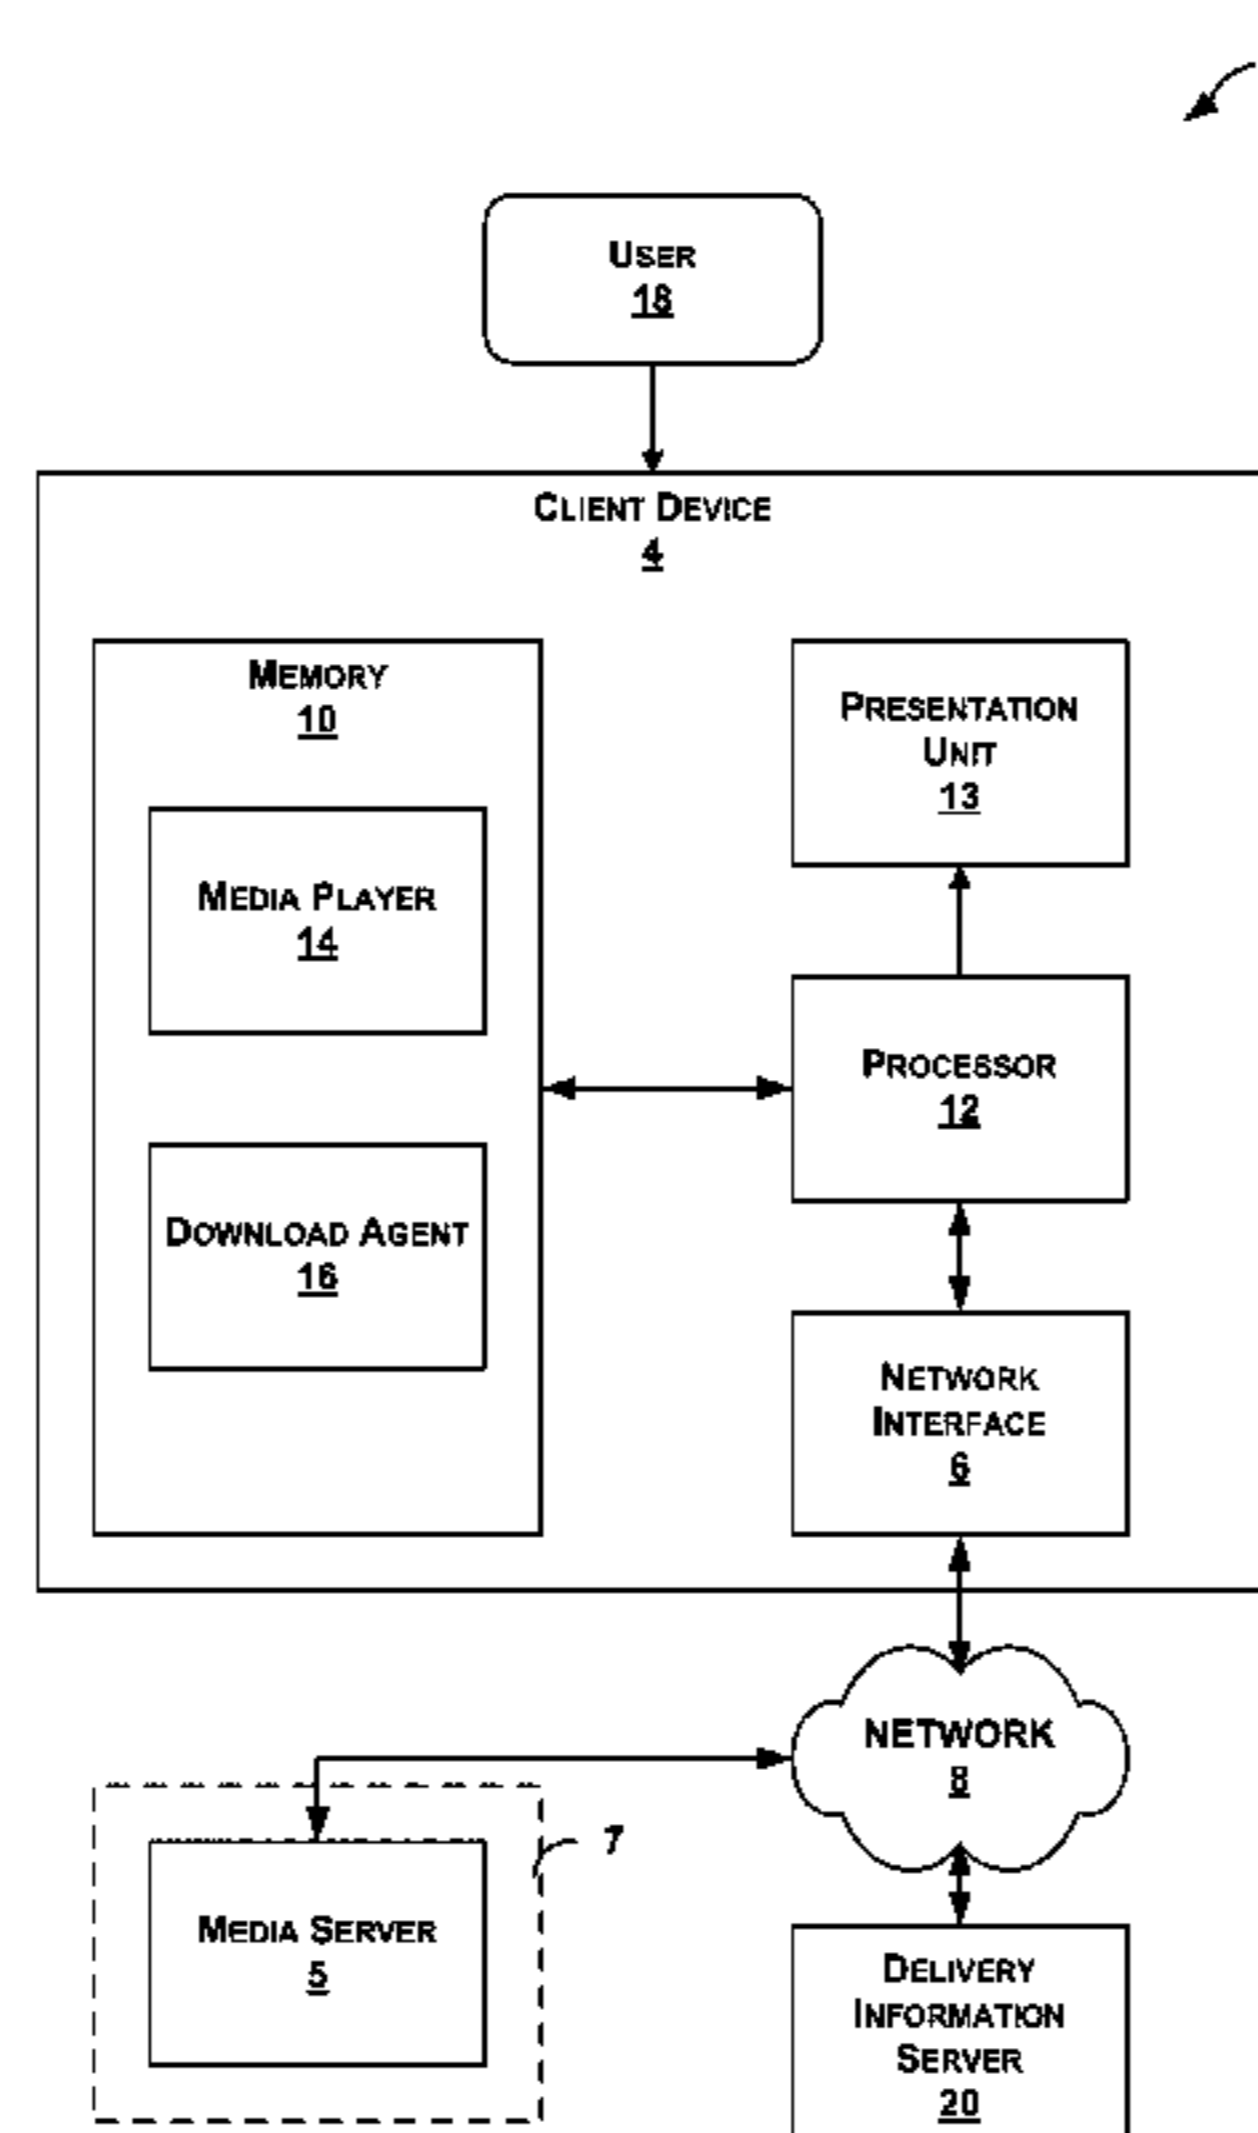 USER
18
CLIENT DEVICE
4
MEMORY
10
MEDIA PLAYER
14
DOWNLOAD AGENT
16
PRESENTATION
UNIT
13
PROCESSOR
12
NETWORK
INTERFACE
6
NETWORK
8
7
MEDIA SERVER
5
DELIVERY
INFORMATION
SERVER
20